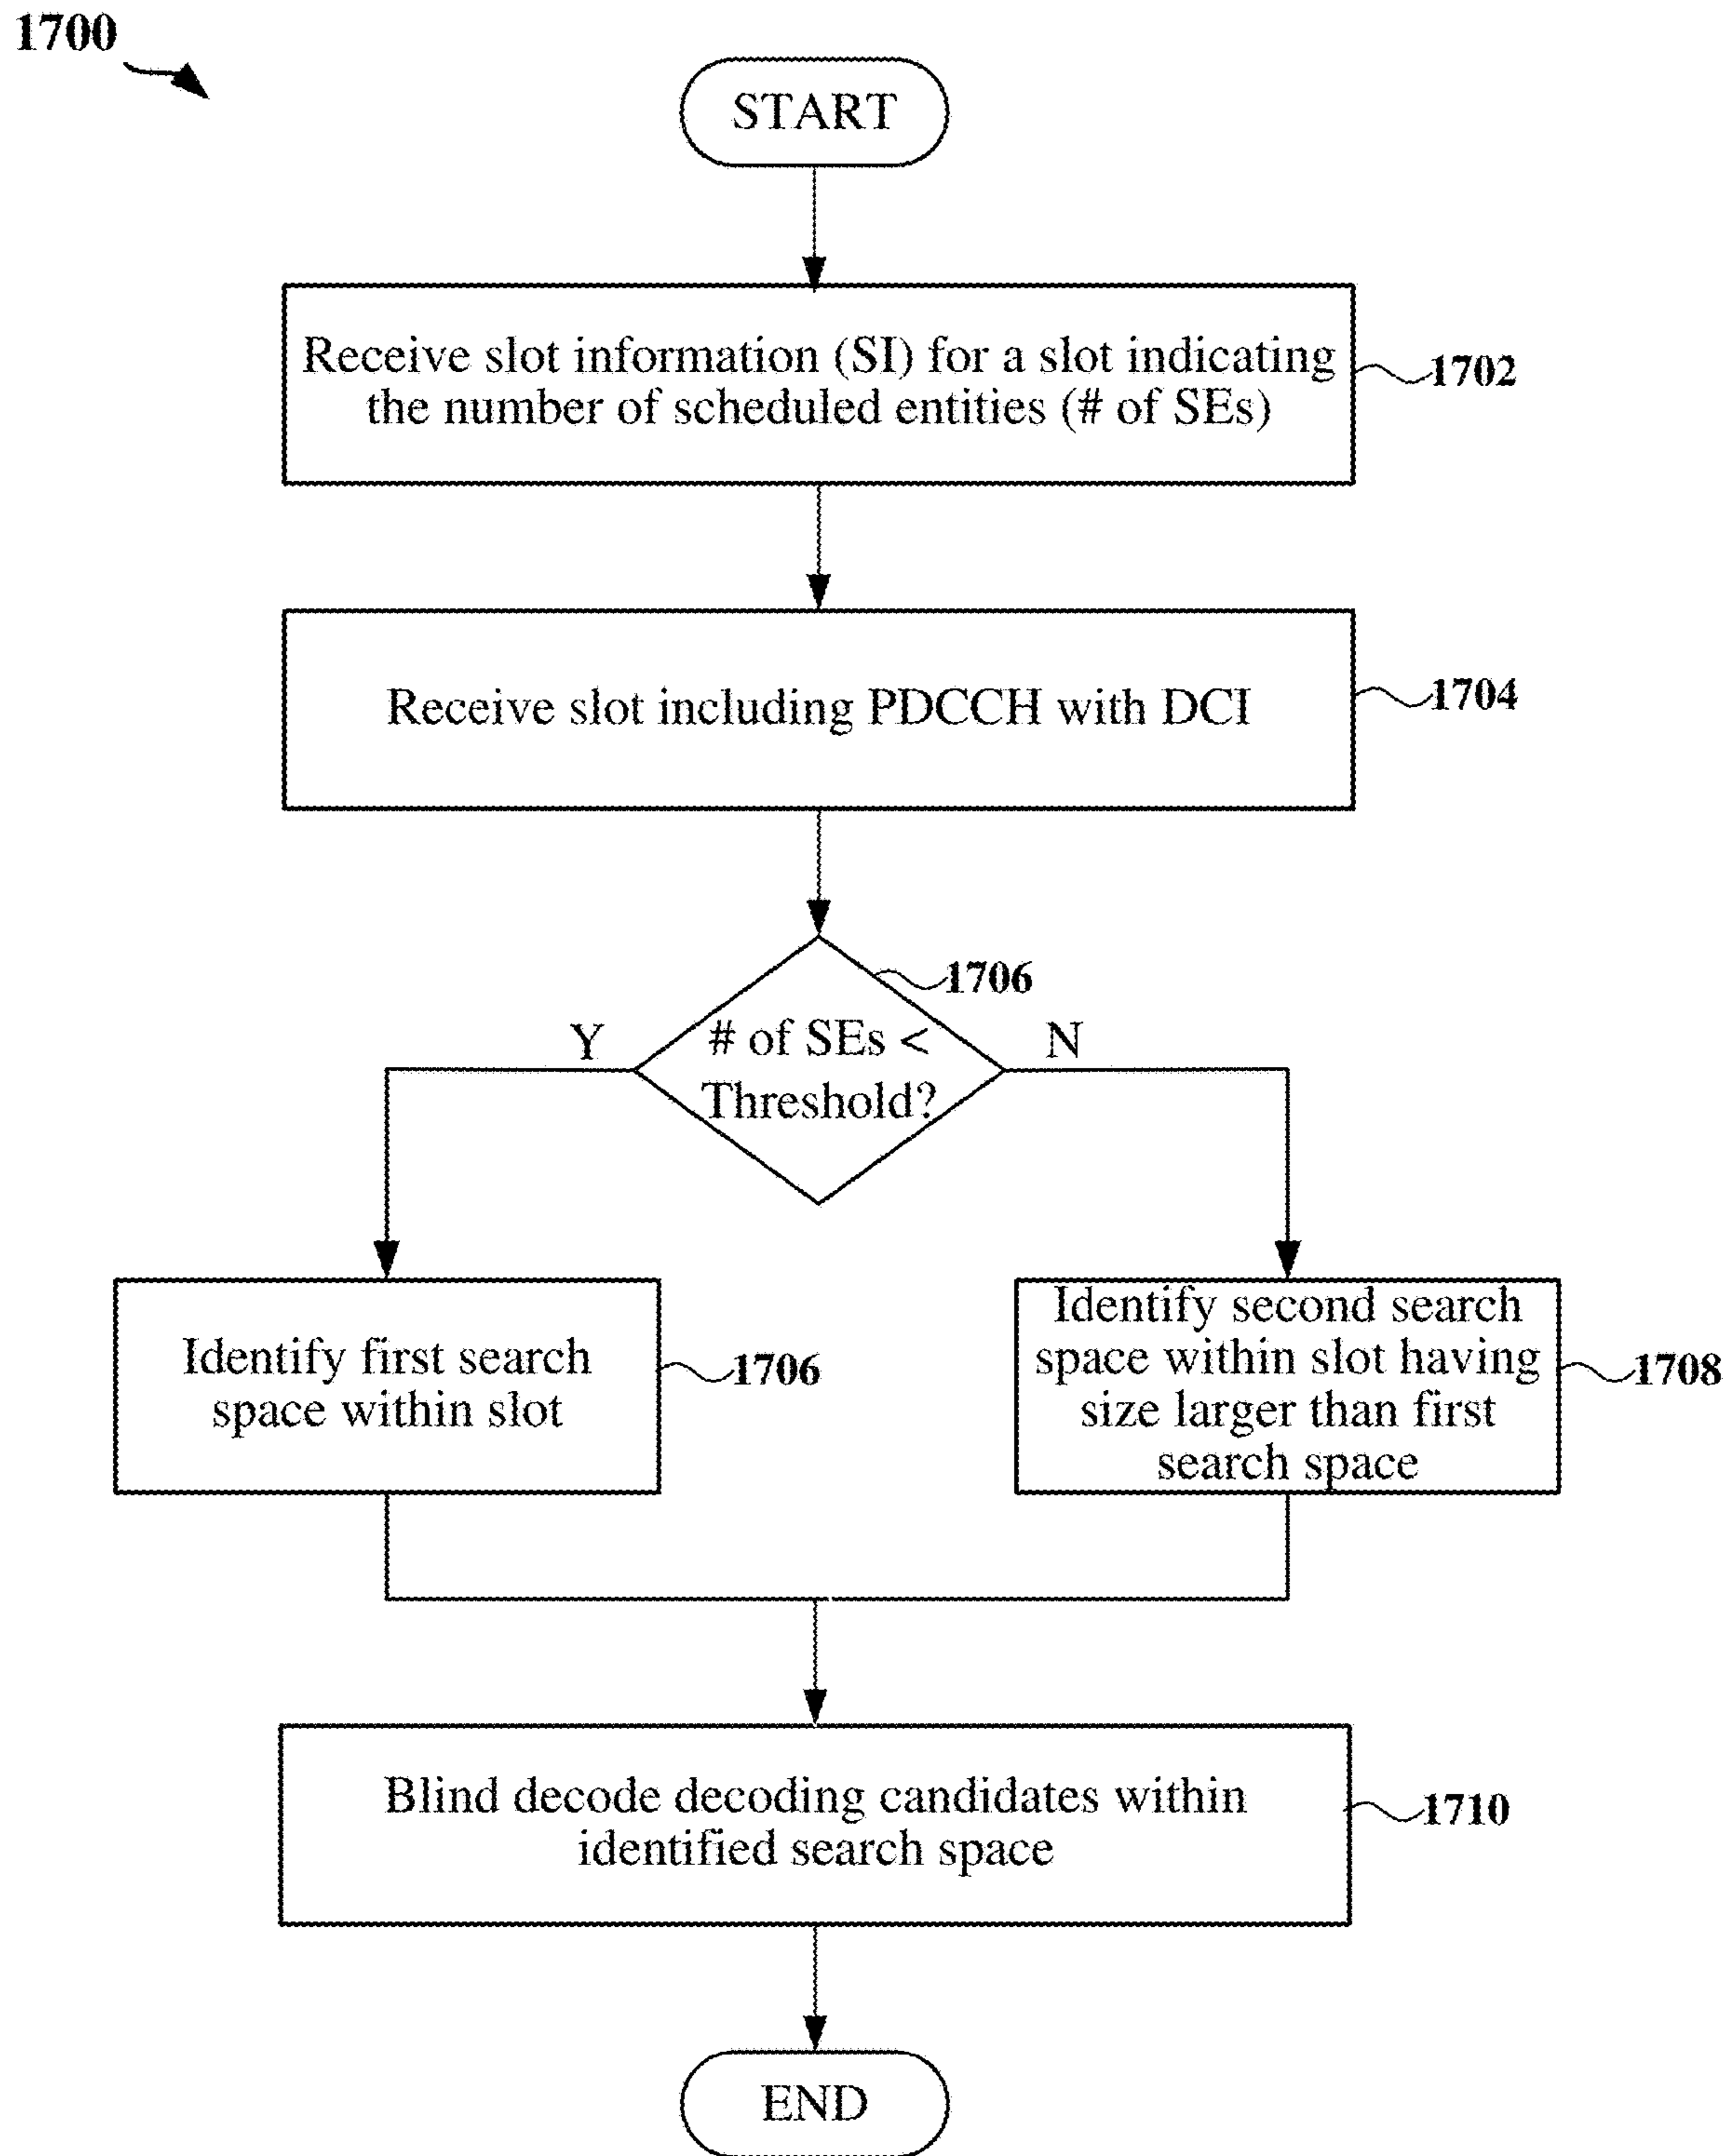 1700
START
Receive slot information (SI) for a slot indicating
the number of scheduled entities (# of SEs)
1702
Receive slot including PDCCH with DCI
1704
1706
# of SEs <
Threshold?
Y
N
Identify first search
space within slot
1706
Identify second search
space within slot having
size larger than first
search space
1708
Blind decode decoding candidates within
identified search space
1710
END